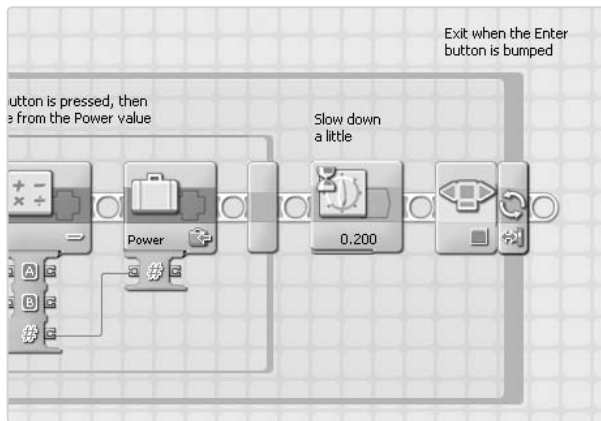 Exit when the Enter
button is bumped
utton is pressed, then
e from the Power value
Slow down
a little
Power
0.200
#
A
B
#